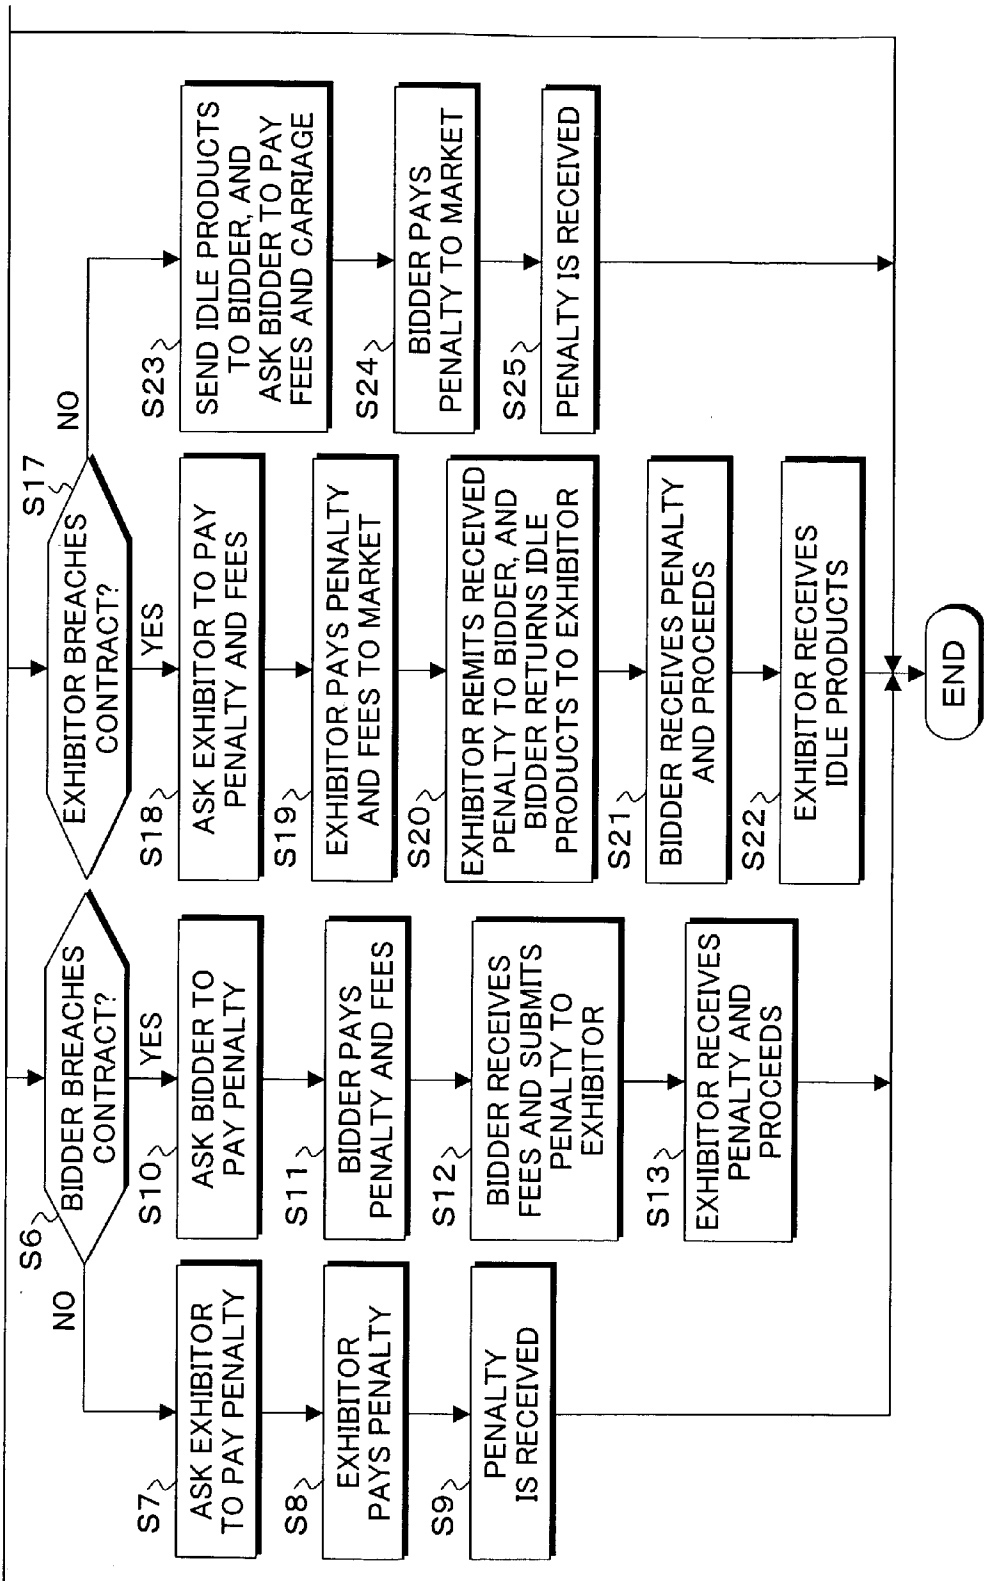 S6
BIDDER BREACHES
CONTRACT?
NO
YES
S7
ASK EXHIBITOR
TO PAY PENALTY
S8
EXHIBITOR
PAYS PENALTY
S9
PENALTY
IS RECEIVED
S10
ASK BIDDER TO
PAY PENALTY
S11
BIDDER PAYS
PENALTY AND FEES
S12
BIDDER RECEIVES
FEES AND SUBMITS
PENALTY TO
EXHIBITOR
S13
EXHIBITOR RECEIVES
PENALTY AND
PROCEEDS
S17
EXHIBITOR BREACHES
CONTRACT?
NO
YES
S18
ASK EXHIBITOR TO PAY
PENALTY AND FEES
S19
EXHIBITOR PAYS PENALTY
AND FEES TO MARKET
S20
EXHIBITOR REMITS RECEIVED
PENALTY TO BIDDER, AND
BIDDER RETURNS IDLE
PRODUCTS TO EXHIBITOR
S21
BIDDER RECEIVES PENALTY
AND PROCEEDS
S22
EXHIBITOR RECEIVES
IDLE PRODUCTS
S23
SEND IDLE PRODUCTS
TO BIDDER, AND
ASK BIDDER TO PAY
FEES AND CARRIAGE
S24
BIDDER PAYS
PENALTY TO MARKET
S25
PENALTY IS RECEIVED
END